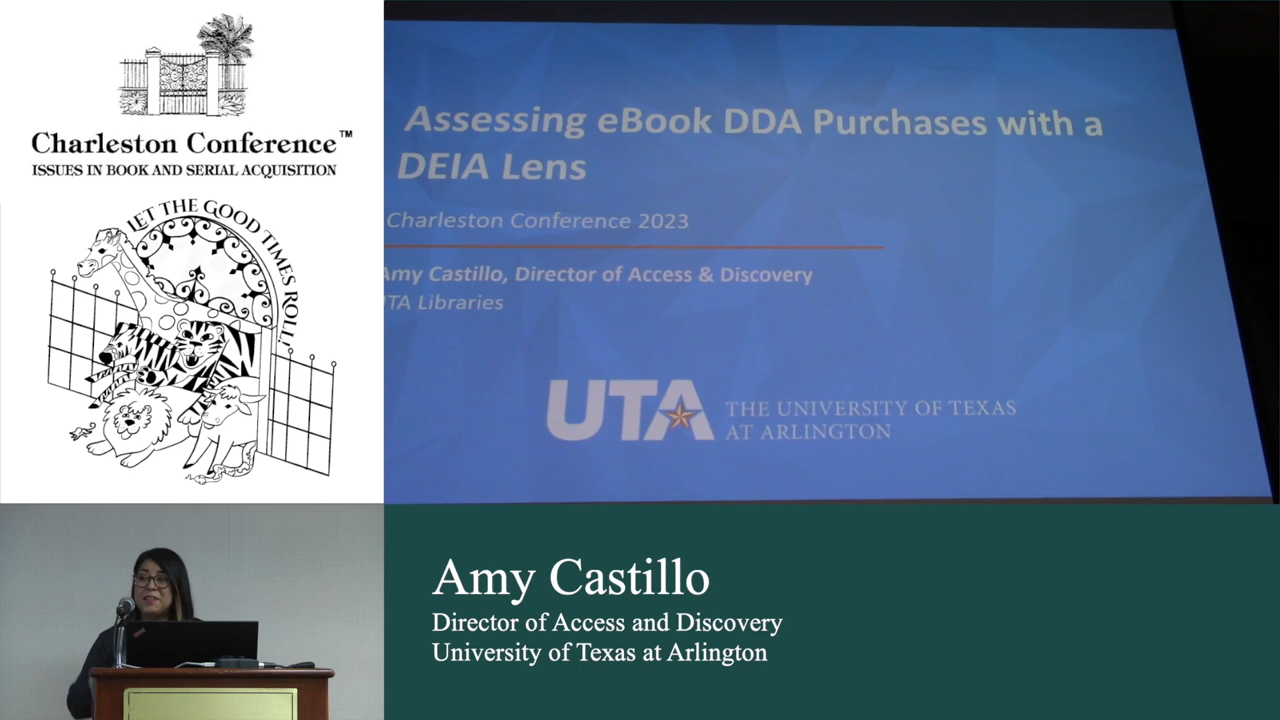 Charleston Conference™
ISSUES IN BOOK AND SERIAL ACQUISITION
LET THE GOOD TIMES ROLL!
Assessing eBook DDA Purchases with a
DEIA Lens
Charleston Conference 2023
Amy Castillo, Director of Access & Discovery
UTA Libraries
UTA
THE UNIVERSITY OF TEXAS
AT ARLINGTON
Amy Castillo
Director of Access and Discovery
University of Texas at Arlington